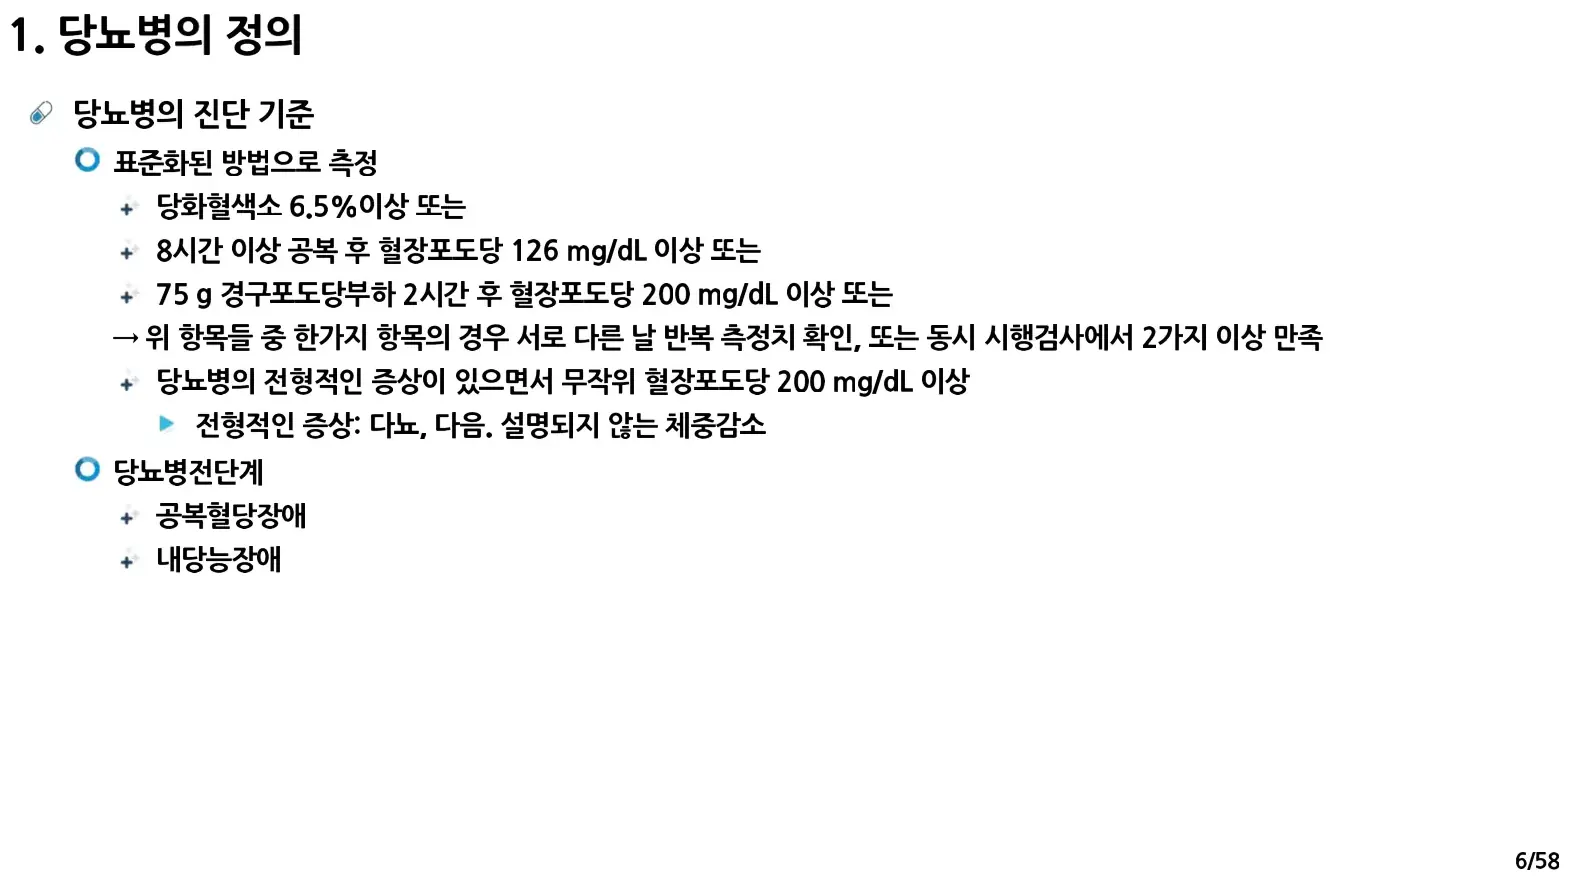 1. 당뇨병의 정의
당뇨병의 진단 기준
표준화된 방법으로 측정
당화혈색소 6.5%이상 또는
8시간 이상 공복 후 혈장포도당 126 mg/dL 이상 또는
75 g 경구포도당부하 2시간 후 혈장포도당 200 mg/dL 이상 또는
→ 위 항목들 중 한가지 항목의 경우 서로 다른 날 반복 측정치 확인, 또는 동시 시행검사에서 2가지 이상 만족
당뇨병의 전형적인 증상이 있으면서 무작위 혈장포도당 200 mg/dL 이상
전형적인 증상: 다뇨, 다음. 설명되지 않는 체중감소
당뇨병전단계
공복혈당장애
내당능장애
6/58